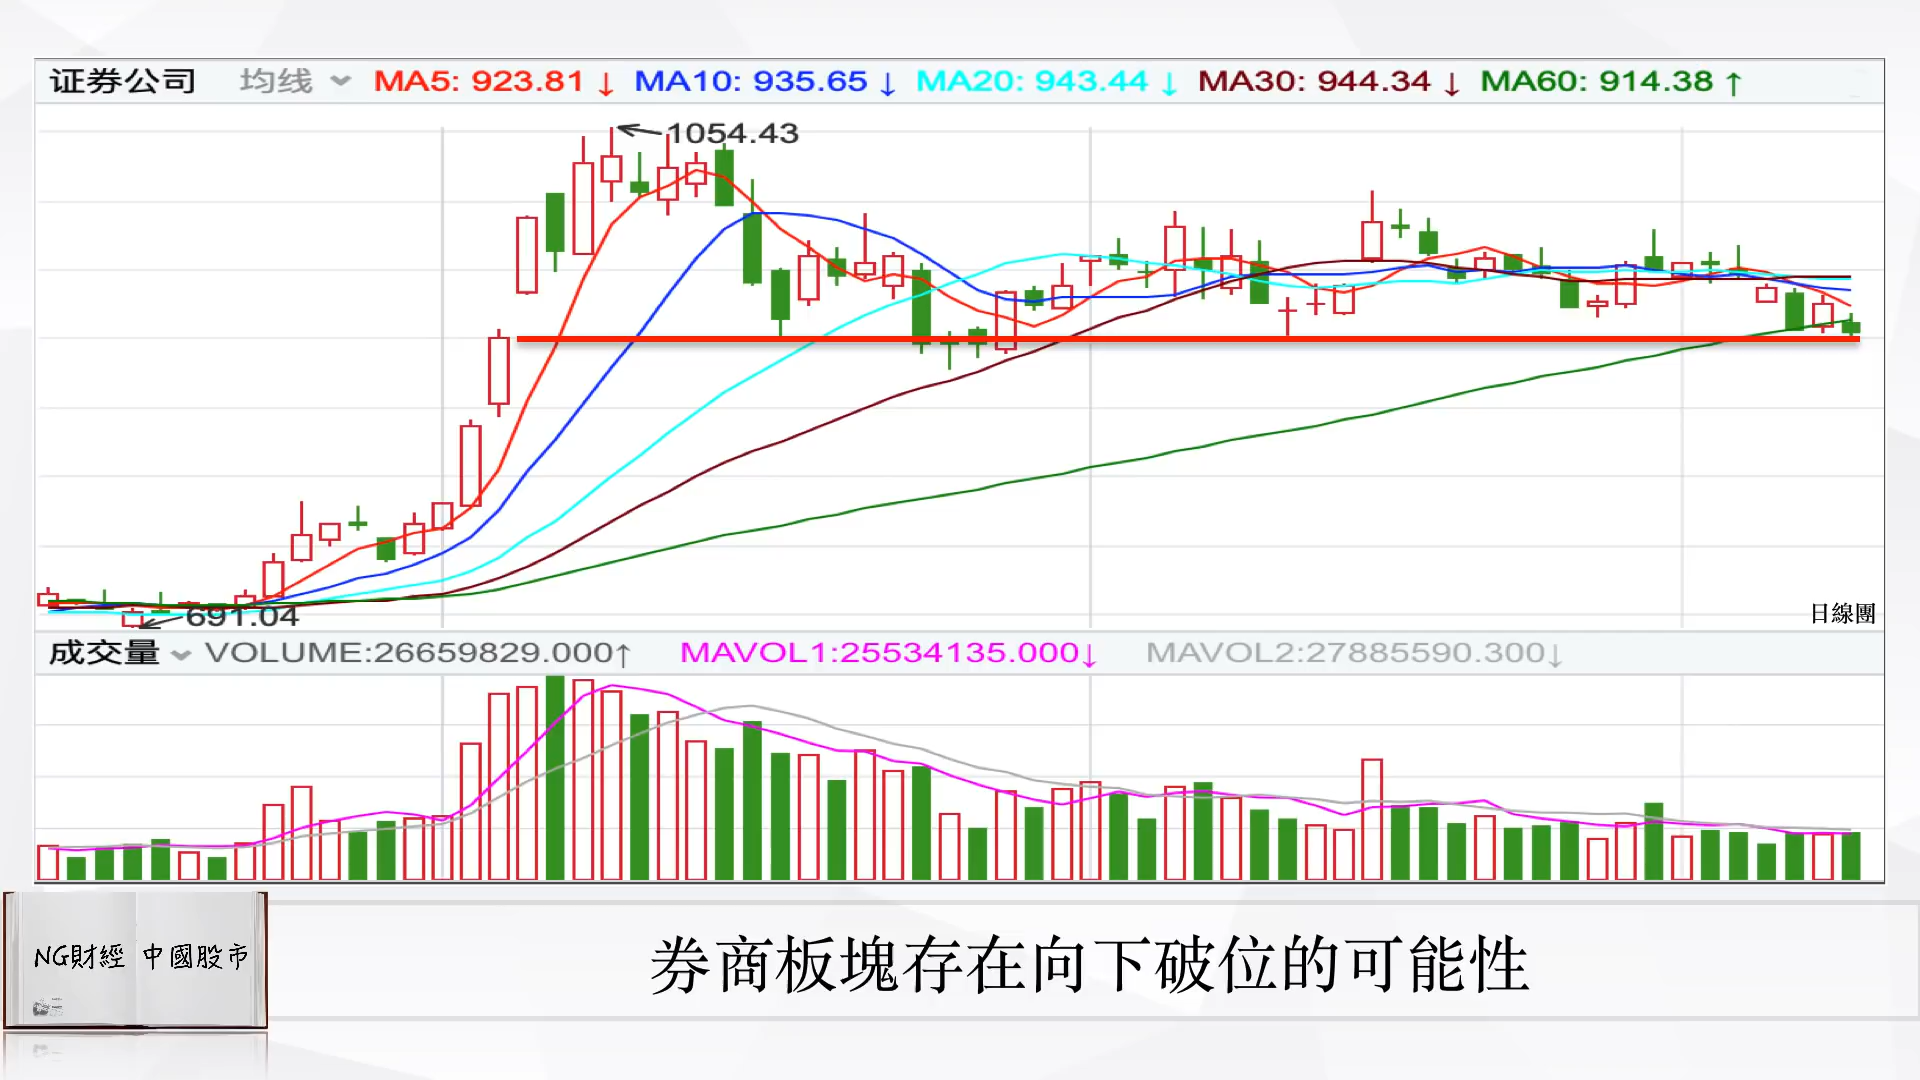 证券公司 均线 MA5: 923.81 ↓ MA10: 935.65 ↓ MA20: 943.44 ↓ MA30: 944.34 ↓ MA60: 914.38 ↑
1054.43
691.04
日線圖
成交量 VOLUME:26659829.000↑ MAVOL1:25534135.000↓ MAVOL2:27885590.300↓
NG財經 中國股市
券商板塊存在向下破位的可能性